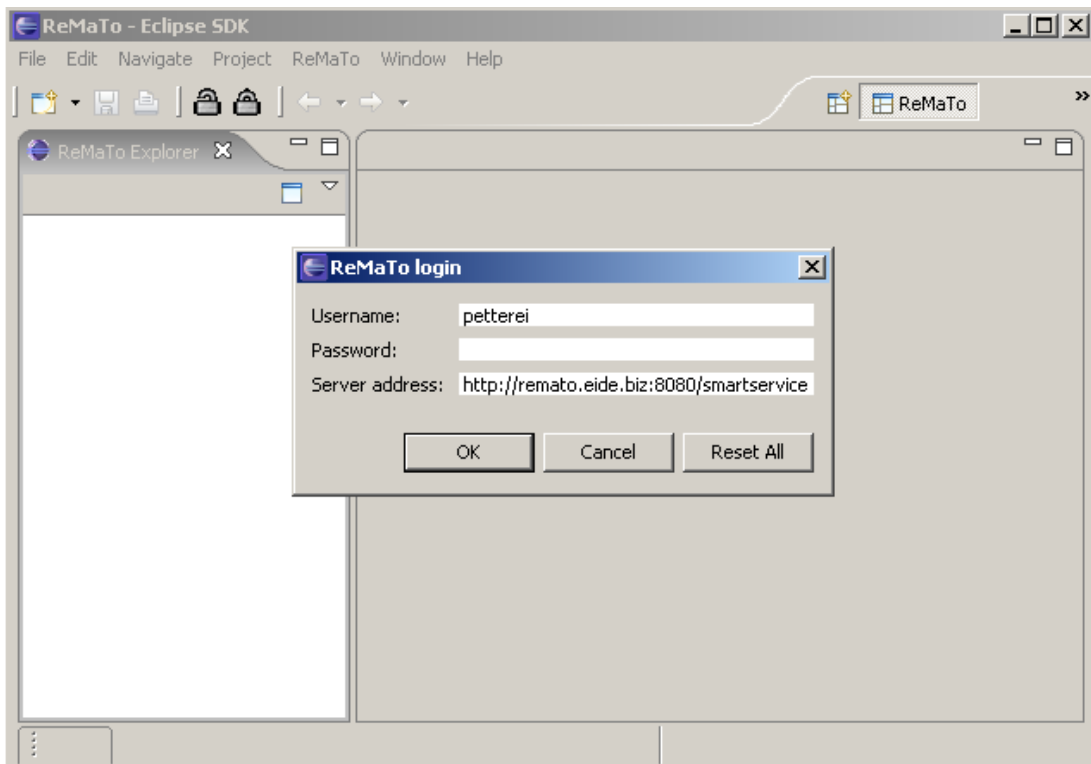 ReMaTo - Eclipse SDK
File Edit Navigate Project ReMaTo Window Help
ReMaTo
ReMaTo Explorer
ReMaTo login
Username: petterei
Password:
Server address: http://remato.eide.biz:8080/smartservice
OK Cancel Reset All